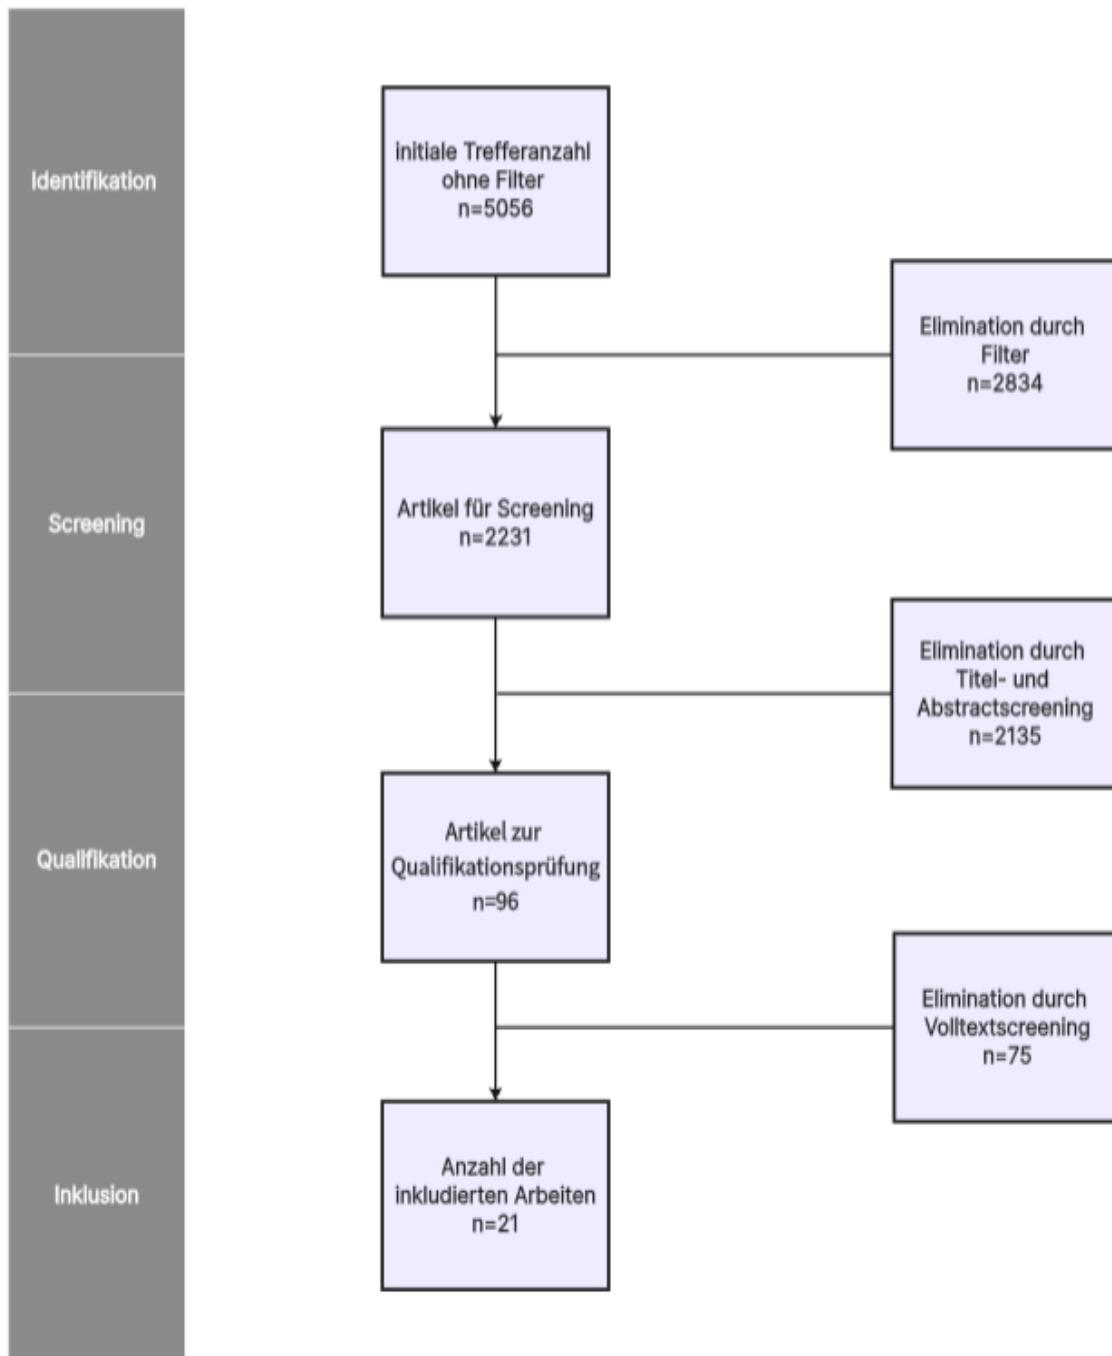 Identifikation
initiale Trefferanzahl
ohne Filter
n=5056
Elimination durch
Filter
n=2834
Screening
Artikel für Screening
n=2231
Elimination durch
Titel- und
Abstractscreening
n=2135
Qualifikation
Artikel zur
Qualifikationsprüfung
n=96
Elimination durch
Volltextscreening
n=75
Inklusion
Anzahl der
inkludierten Arbeiten
n=21